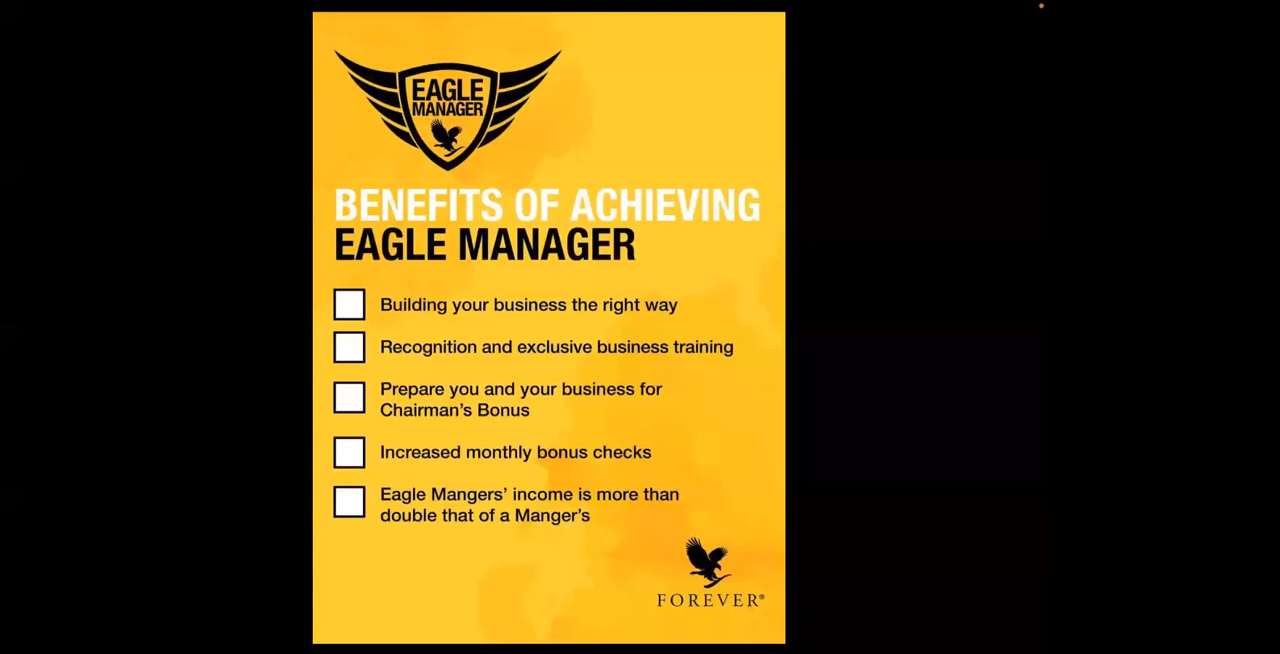 EAGLE
MANAGER
BENEFITS OF ACHIEVING
EAGLE MANAGER
Building your business the right way
Recognition and exclusive business training
Prepare you and your business for
Chairman’s Bonus
Increased monthly bonus checks
Eagle Mangers’ income is more than
double that of a Manger’s
FOREVER®